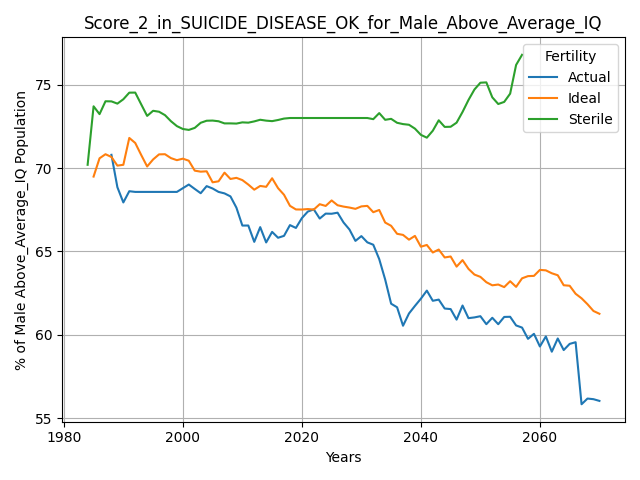 Score_2_in_SUICIDE_DISEASE_OK_for_Male_Above_Average_IQ
% of Male Above_Average_IQ Population
75
70
65
60
55
Fertility
Actual
Ideal
Sterile
1980
2000
2020
2040
2060
Years